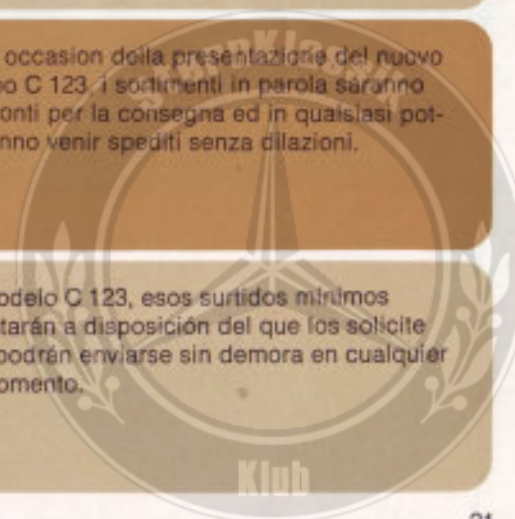 occasion della presentazione del nuovo
o C 123, i sortimenti in parola saranno
onti per la consegna ed in qualsiasi pot-
nno venir spediti senza dilazioni.
odelo C 123, esos surtidos mínimos
tarán a disposición del que los solicite
podrán enviarse sin demora en cualquier
omento.
SternKlassik
Klub